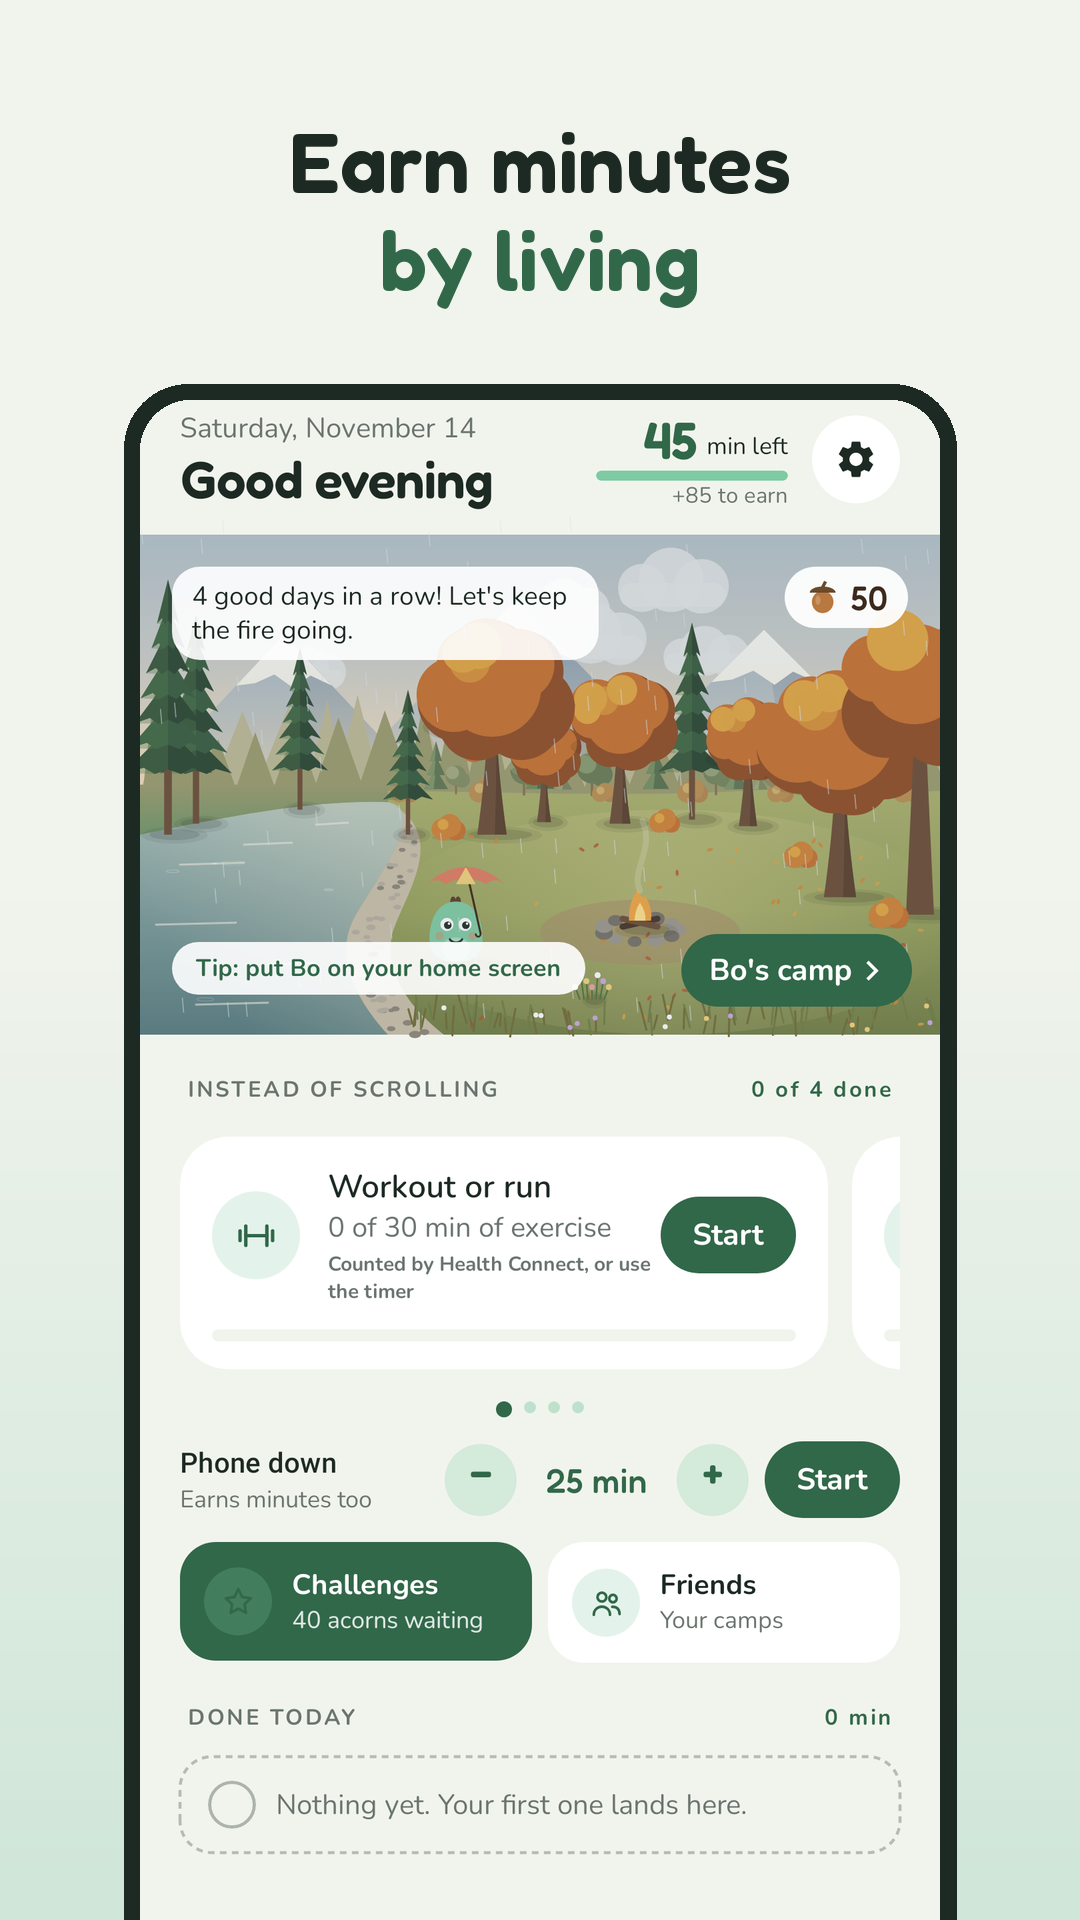 Earn minutes
by living
Saturday, November 14
Good evening
45 min left
+85 to earn
4 good days in a row! Let's keep
the fire going.
50
Tip: put Bo on your home screen
Bo's camp
INSTEAD OF SCROLLING
0 of 4 done
Workout or run
0 of 30 min of exercise
Counted by Health Connect, or use
the timer
Start
Phone down
Earns minutes too
25 min
Start
Challenges
40 acorns waiting
Friends
Your camps
DONE TODAY
0 min
Nothing yet. Your first one lands here.